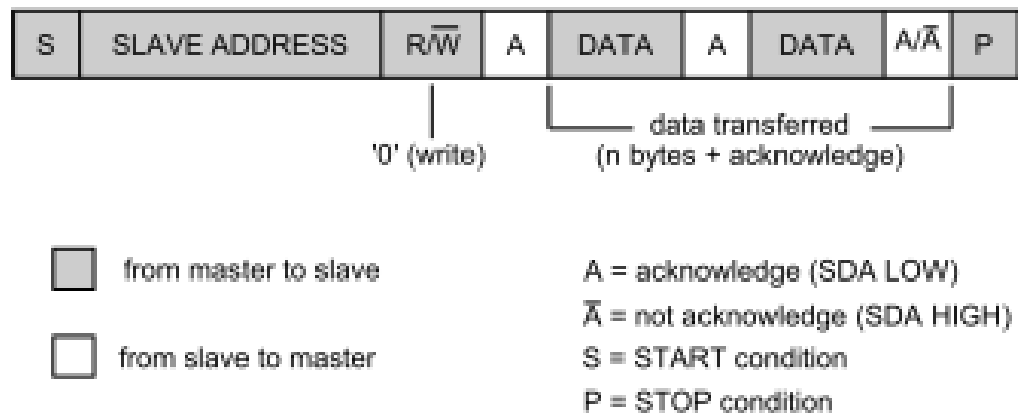 S SLAVE ADDRESS R/W̅ A DATA A DATA A/A̅ P
data transferred
'0' (write) (n bytes + acknowledge)
from master to slave
A = acknowledge (SDA LOW)
A̅ = not acknowledge (SDA HIGH)
from slave to master
S = START condition
P = STOP condition